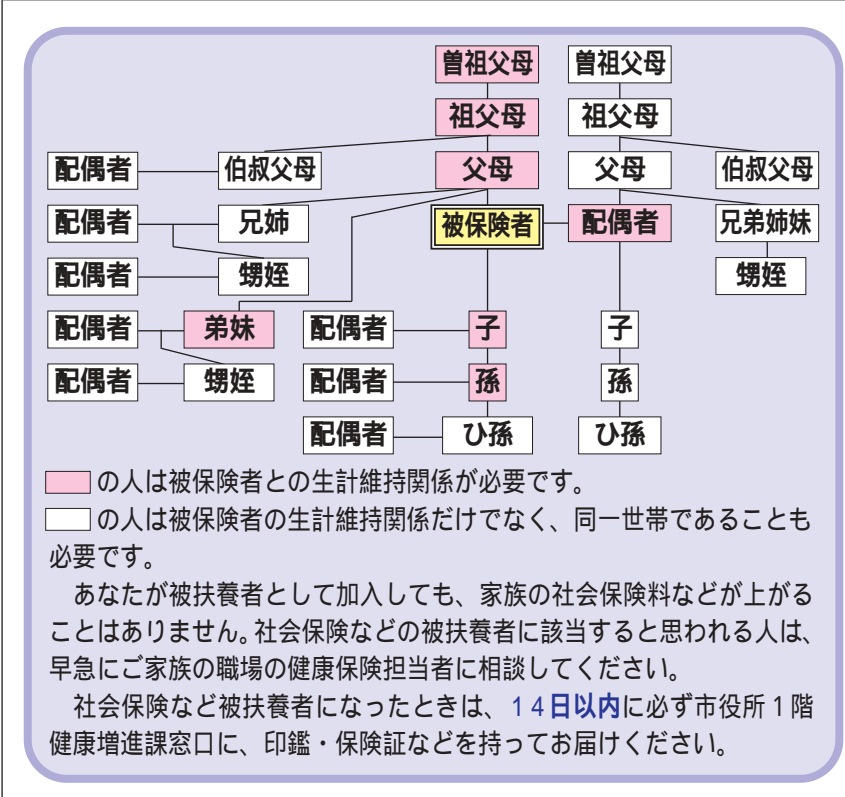 曽祖父母 曽祖父母
祖父母 祖父母
配偶者 伯叔父母 父母 父母 伯叔父母
配偶者 兄姉 被保険者 配偶者 兄弟姉妹
配偶者 甥姪 甥姪
配偶者 弟妹 配偶者 子 子
配偶者 甥姪 配偶者 孫 孫
配偶者 ひ孫 ひ孫
の人は被保険者との生計維持関係が必要です。
の人は被保険者の生計維持関係だけでなく、同一世帯であることも
必要です。
　あなたが被扶養者として加入しても、家族の社会保険料などが上がる
ことはありません。社会保険などの被扶養者に該当すると思われる人は、
早急にご家族の職場の健康保険担当者に相談してください。
　社会保険など被扶養者になったときは、１４日以内に必ず市役所１階
健康増進課窓口に、印鑑・保険証などを持ってお届けください。